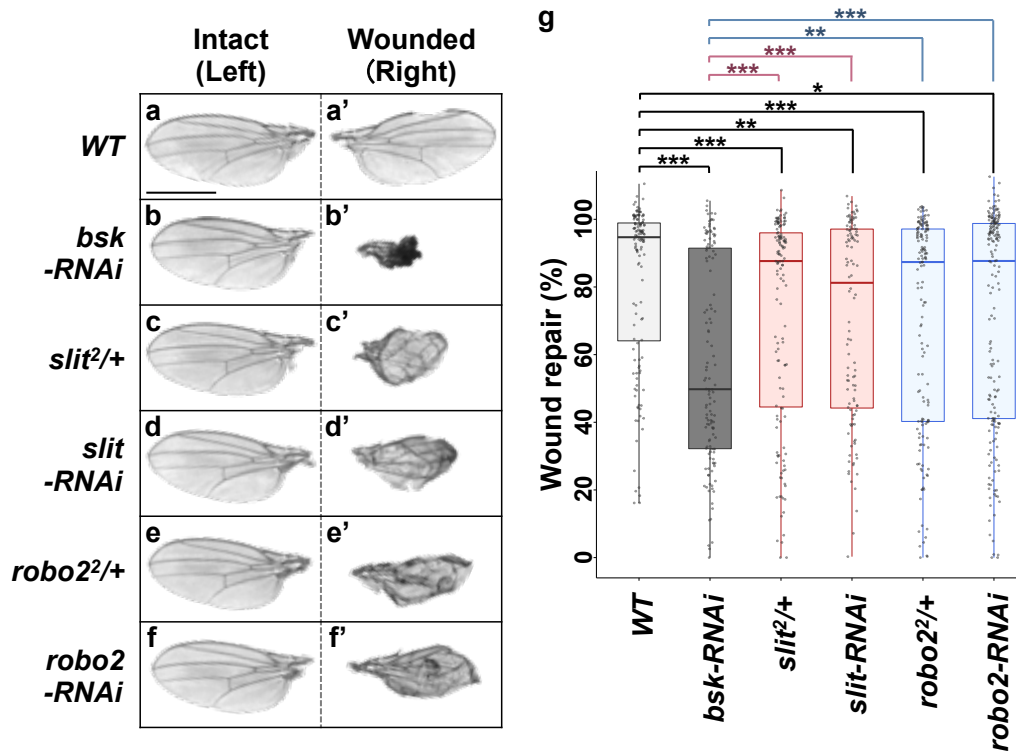 Intact
(Left)
Wounded
(Right)
WT
a
a'
bsk
-RNAi
b
b'
slit²/+
c
c'
slit
-RNAi
d
d'
robo2²/+
e
e'
robo2
-RNAi
f
f'
g
***
**
***
***
*
***
**
***
***
Wound repair (%)
100
80
60
40
20
0
WT
bsk-RNAi
slit²/+
slit-RNAi
robo2²/+
robo2-RNAi